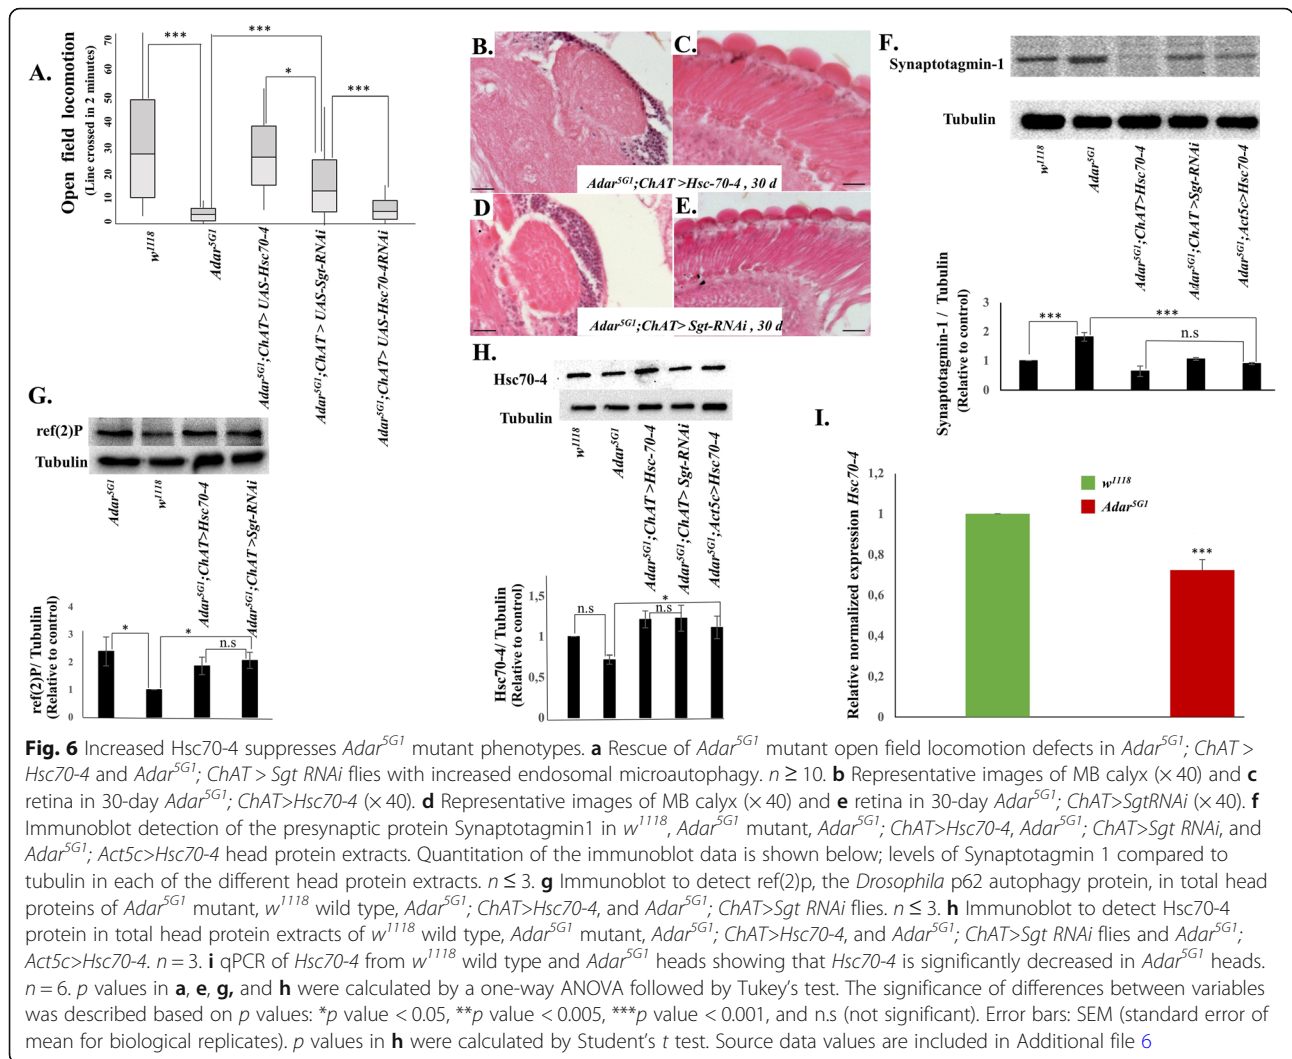 A.
Open field locomotion
(Line crossed in 2 minutes)
70
60
50
40
30
20
10
0
***
***
*
***
w1118
Adar5G1
Adar5G1;ChAT> UAS-Hsc70-4
Adar5G1;ChAT> UAS-Sgt-RNAi
Adar5G1;ChAT> UAS-Hsc70-4RNAi
B.
C.
Adar5G1;ChAT >Hsc-70-4 , 30 d
D
E.
Adar5G1;ChAT> Sgt-RNAi , 30 d
F.
Synaptotagmin-1
Tubulin
w1118
Adar5G1
Adar5G1;ChAT>Hsc70-4
Adar5G1;ChAT >Sgt-RNAi
Adar5G1;Act5c>Hsc70-4
Synaptotagmin-1 / Tubulin
(Relative to control)
3
2
1
0
***
***
n.s
G.
ref(2)P
Tubulin
Adar5G1
w1118
Adar5G1;ChAT>Hsc70-4
Adar5G1;ChAT >Sgt-RNAi
ref(2)P/ Tubulin
(Relative to control)
4
3
2
1
0
*
*
n.s
H.
Hsc70-4
Tubulin
w1118
Adar5G1
Adar5G1;ChAT >Hsc-70-4
Adar5G1;ChAT> Sgt-RNAi
Adar5G1;Act5c>Hsc70-4
Hsc70-4/ Tubulin
(Relative to control)
1,5
1
0,5
0
n.s
*
n.s
I.
Relative normalized expression Hsc70-4
1,2
1
0,8
0,6
0,4
0,2
0
w1118
Adar5G1
***
Fig. 6 Increased Hsc70-4 suppresses Adar5G1 mutant phenotypes. a Rescue of Adar5G1 mutant open field locomotion defects in Adar5G1; ChAT >
Hsc70-4 and Adar5G1; ChAT > Sgt RNAi flies with increased endosomal microautophagy. n ≥ 10. b Representative images of MB calyx (× 40) and c
retina in 30-day Adar5G1; ChAT>Hsc70-4 (× 40). d Representative images of MB calyx (× 40) and e retina in 30-day Adar5G1; ChAT>SgtRNAi (× 40). f
Immunoblot detection of the presynaptic protein Synaptotagmin1 in w1118, Adar5G1 mutant, Adar5G1; ChAT>Hsc70-4, Adar5G1; ChAT>Sgt RNAi, and
Adar5G1; Act5c>Hsc70-4 head protein extracts. Quantitation of the immunoblot data is shown below; levels of Synaptotagmin 1 compared to
tubulin in each of the different head protein extracts. n ≤ 3. g Immunoblot to detect ref(2)p, the Drosophila p62 autophagy protein, in total head
proteins of Adar5G1 mutant, w1118 wild type, Adar5G1; ChAT>Hsc70-4, and Adar5G1; ChAT>Sgt RNAi flies. n ≤ 3. h Immunoblot to detect Hsc70-4
protein in total head protein extracts of w1118 wild type, Adar5G1 mutant, Adar5G1; ChAT>Hsc70-4, and Adar5G1; ChAT>Sgt RNAi flies and Adar5G1;
Act5c>Hsc70-4. n = 3. i qPCR of Hsc70-4 from w1118 wild type and Adar5G1 heads showing that Hsc70-4 is significantly decreased in Adar5G1 heads.
n = 6. p values in a, e, g, and h were calculated by a one-way ANOVA followed by Tukey's test. The significance of differences between variables
was described based on p values: *p value < 0.05, **p value < 0.005, ***p value < 0.001, and n.s (not significant). Error bars: SEM (standard error of
mean for biological replicates). p values in h were calculated by Student's t test. Source data values are included in Additional file 6